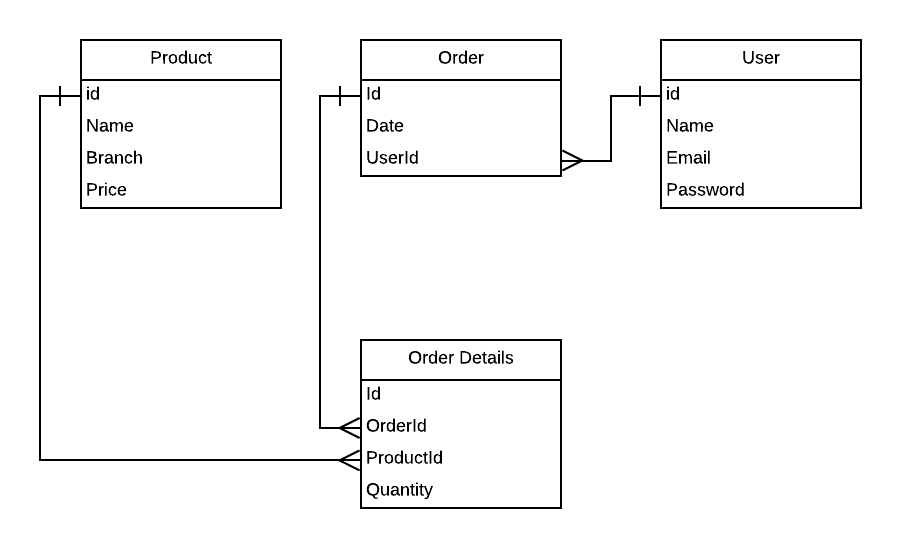 Product
id
Name
Branch
Price
Order
Id
Date
UserId
User
id
Name
Email
Password
Order Details
Id
OrderId
ProductId
Quantity